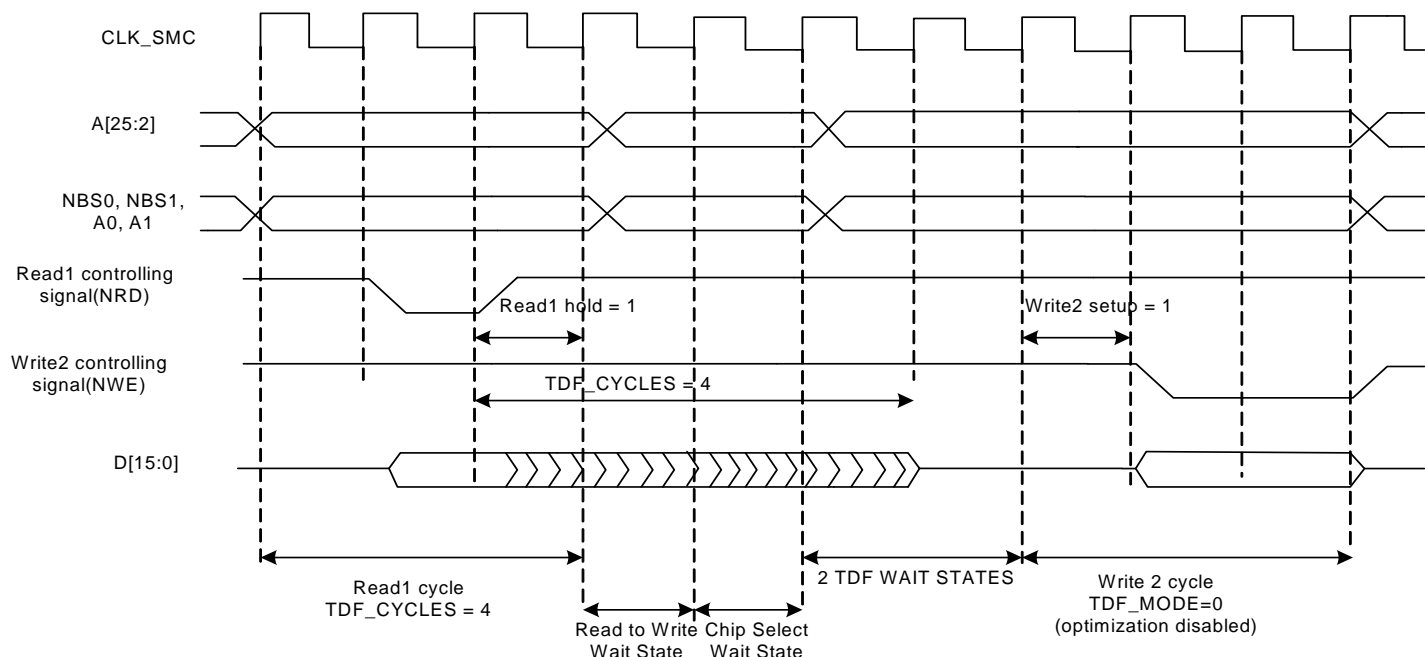 CLK_SMC
A[25:2]
NBS0, NBS1,
A0, A1
Read1 controlling
signal(NRD)
Read1 hold = 1
Write2 setup = 1
Write2 controlling
signal(NWE)
TDF_CYCLES = 4
D[15:0]
2 TDF WAIT STATES
Read1 cycle
TDF_CYCLES = 4
Write 2 cycle
TDF_MODE=0
(optimization disabled)
Read to Write
Wait State
Chip Select
Wait State